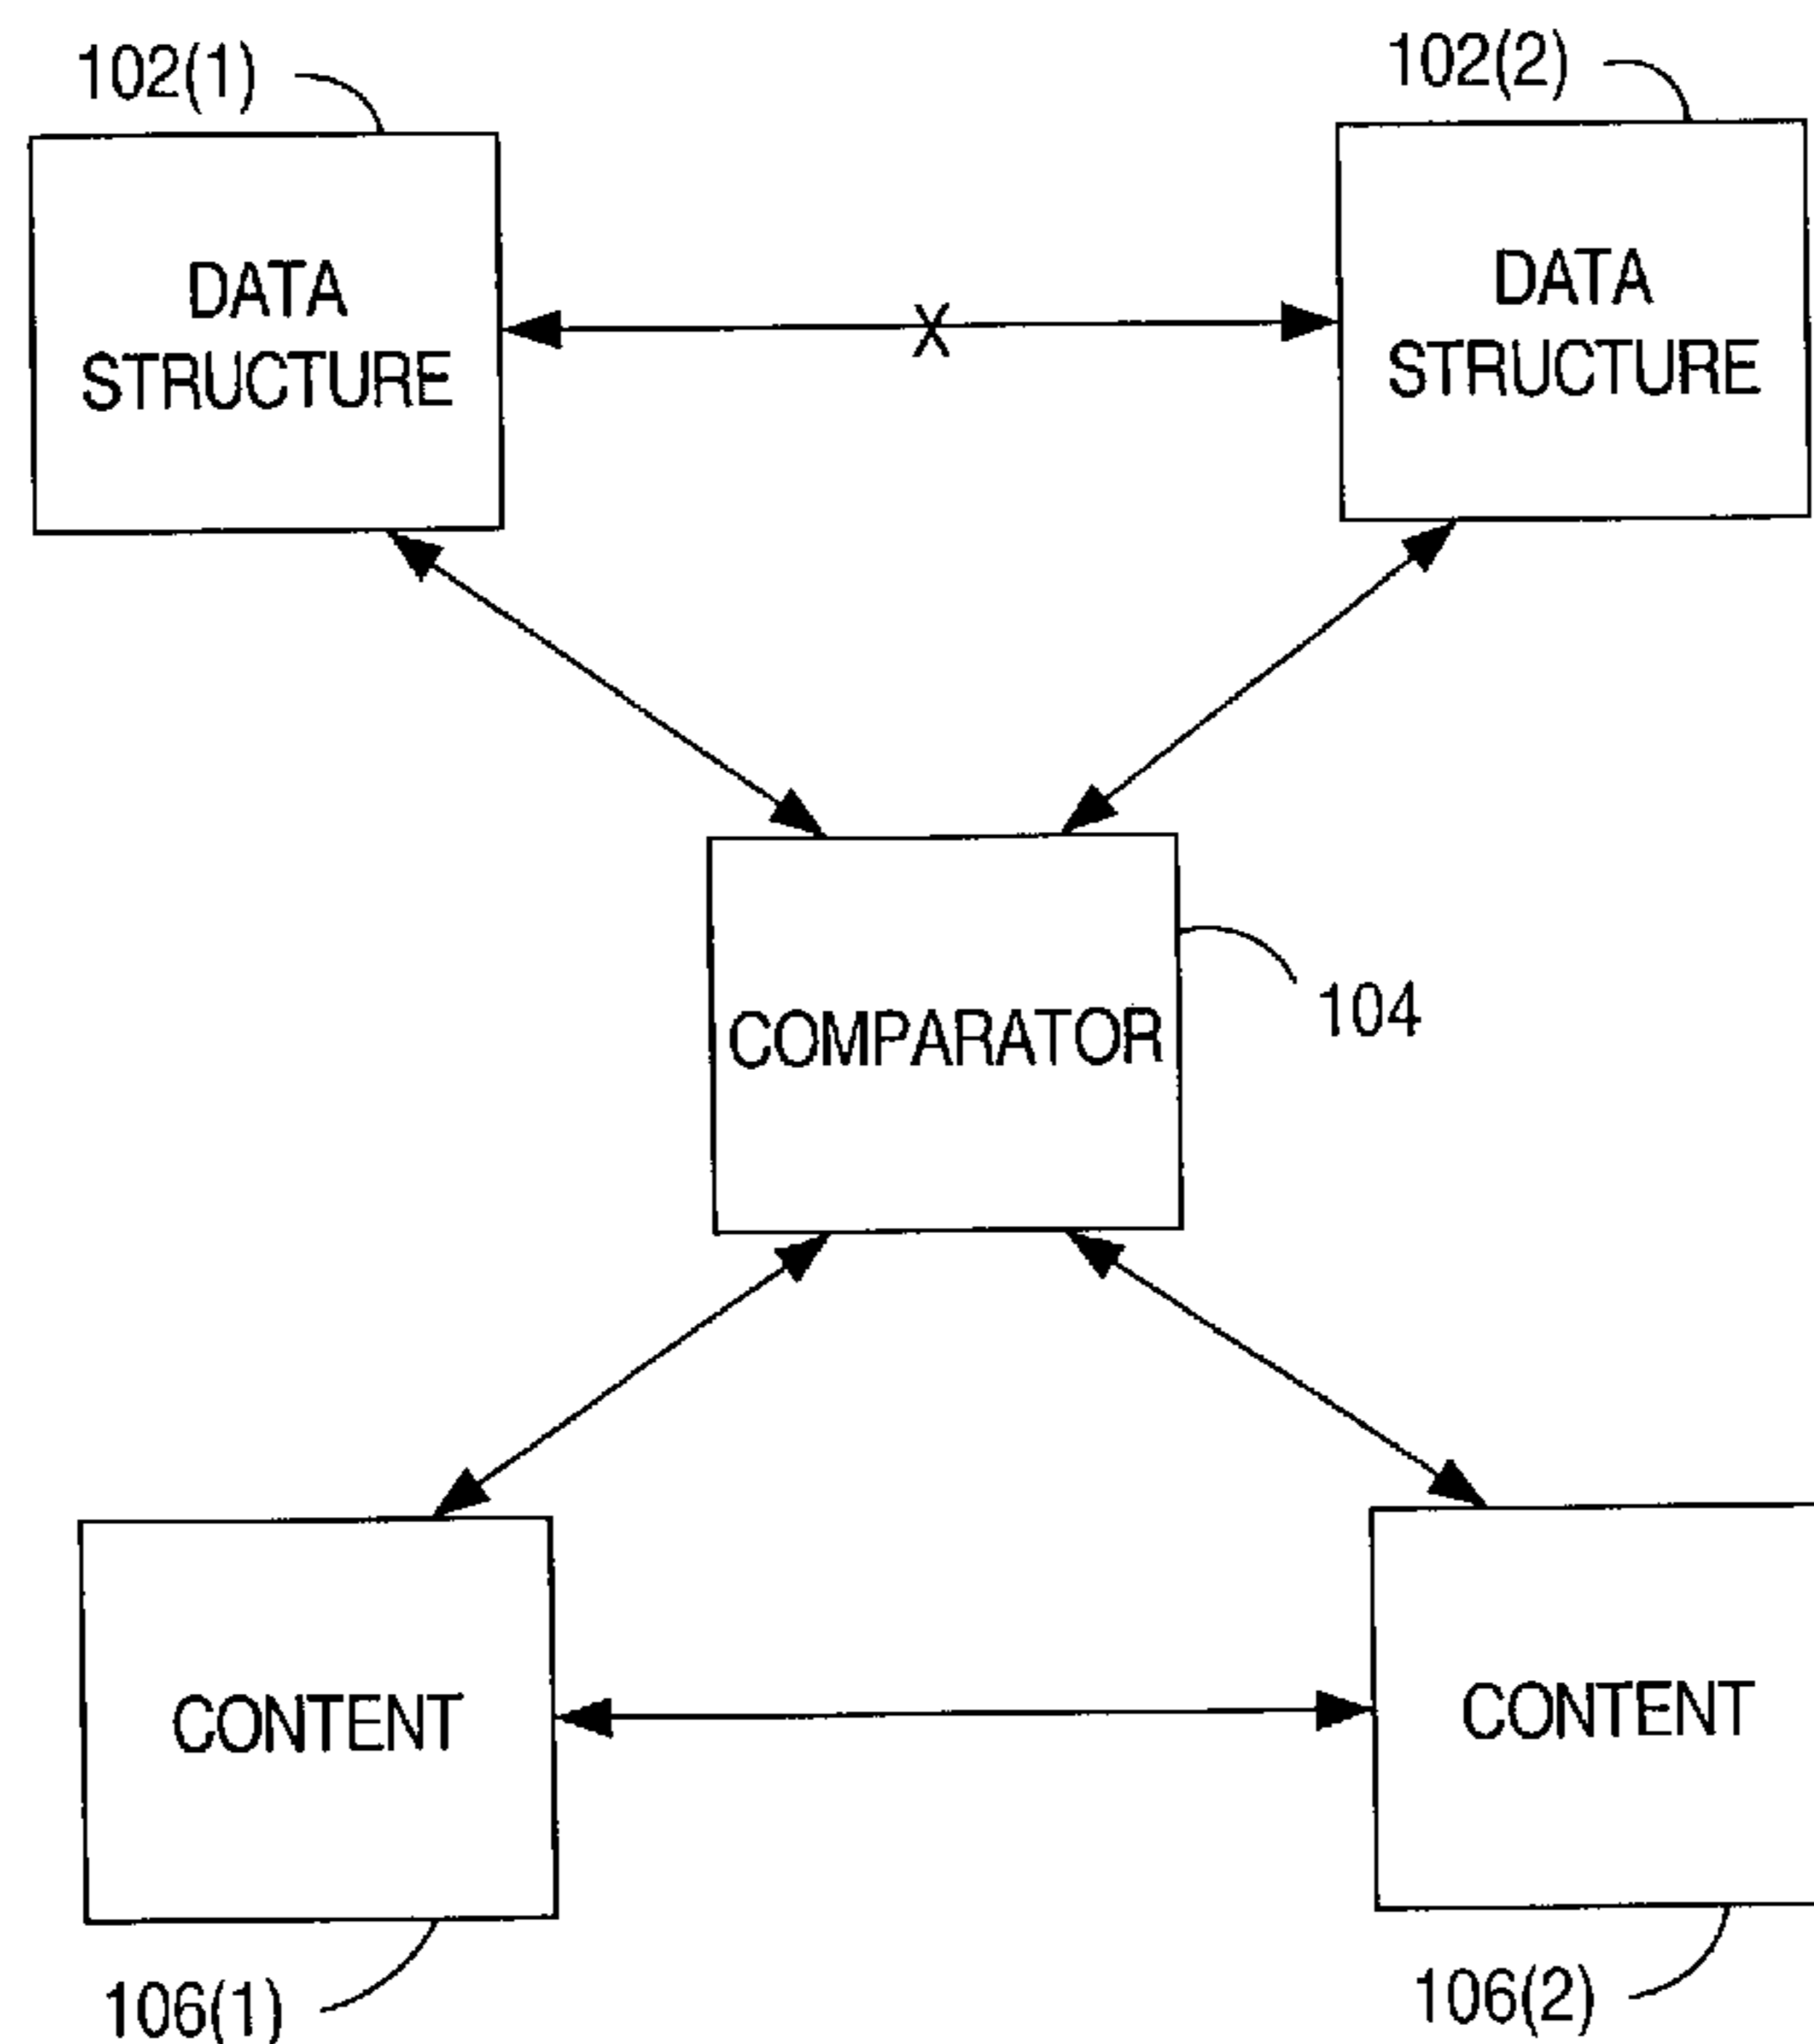 102(1)
102(2)
DATA
STRUCTURE
X
DATA
STRUCTURE
COMPARATOR
104
CONTENT
CONTENT
106(1)
106(2)